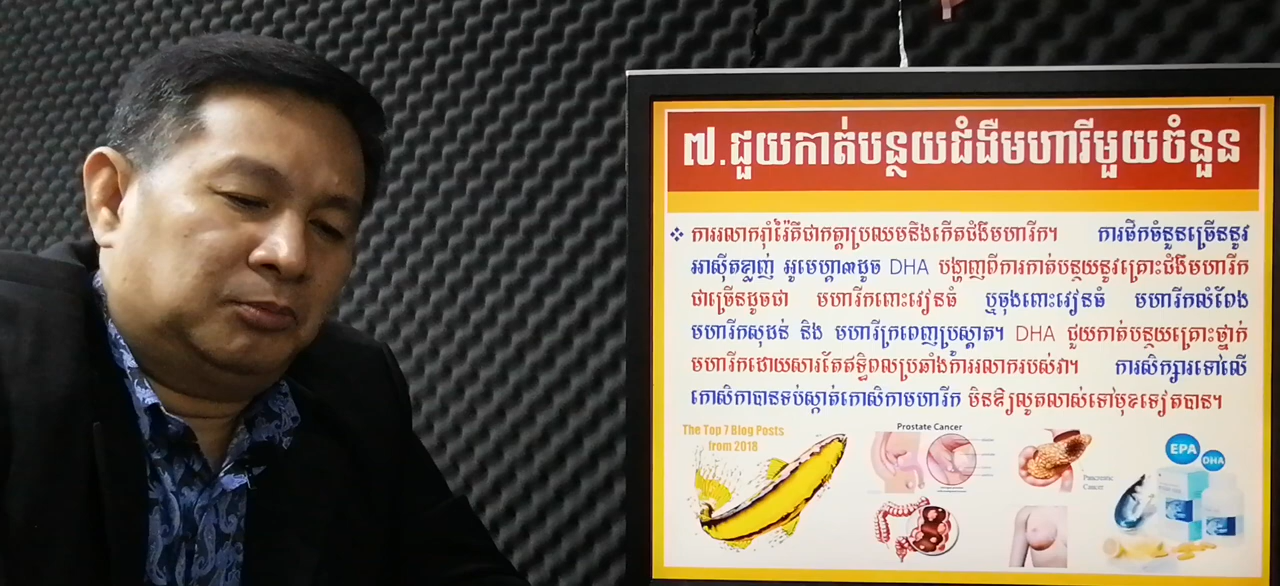 ៧.ជួយកាត់បន្ថយជំងឺមហារីមួយចំនួន
❖ ការរលាករ៉ាំរ៉ៃគឺជាកត្តាប្រឈមនិងកើតជំងឺមហារីក។ ការផឹកចំនួនច្រើននូវ
អាស៊ីតខ្លាញ់ អូមេហ្គា៣ដូច DHA បង្ហាញពីការកាត់បន្ថយនូវគ្រោះជំងឺមហារីក
ជាច្រើនដូចជា មហារីកពោះវៀនធំ ឬចុងពោះវៀនធំ មហារីកលំពែង
មហារីកសុដន់ និង មហារីក្រពេញប្រូស្តាត។ DHA ជួយកាត់បន្ថយគ្រោះថ្នាក់
មហារីកដោយសារតែឥទ្ធិពលប្រឆាំងការរលាករបស់វា។ ការសិក្សារទៅលើ
កោសិកាបានទប់ស្កាត់កោសិកាមហារីក មិនឱ្យលូតលាស់ទៅមុខទៀតបាន។
The Top 7 Blog Posts
from 2018
Prostate Cancer
Pancreatic
Cancer
EPA
DHA